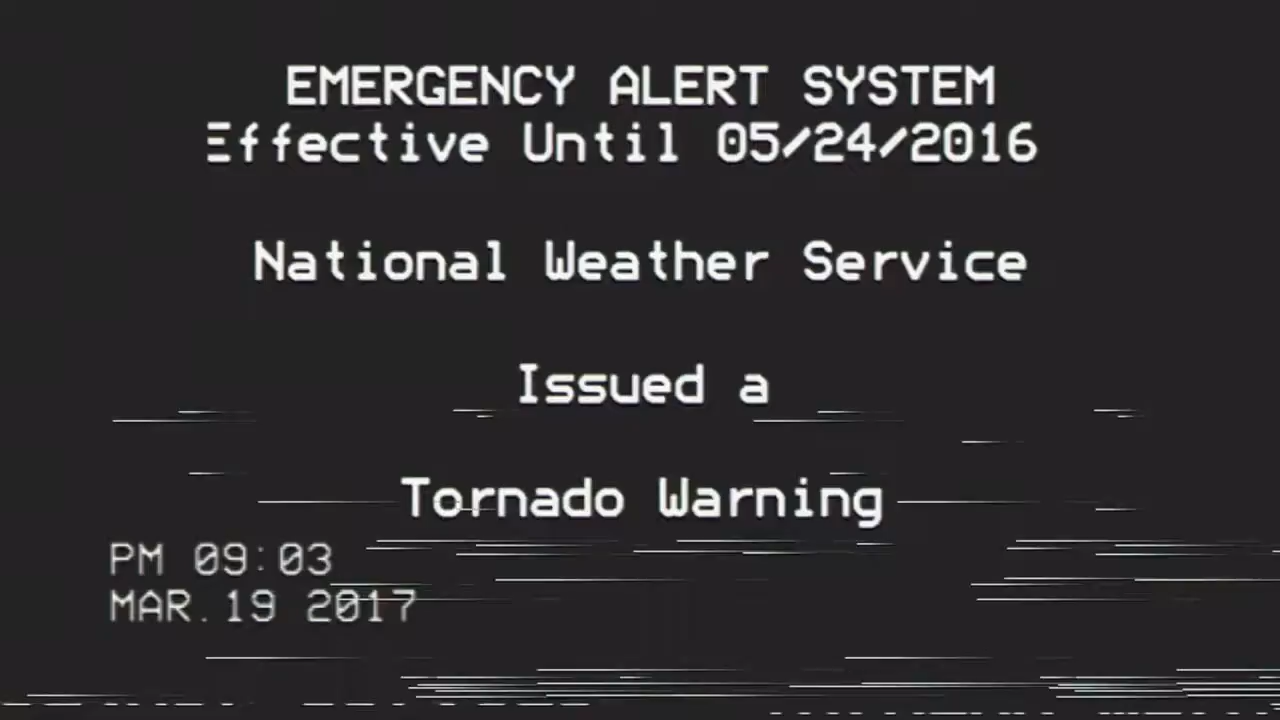 EMERGENCY ALERT SYSTEM
Effective Until 05/24/2016
National Weather Service
Issued a
Tornado Warning
PM 09:03
MAR.19 2017